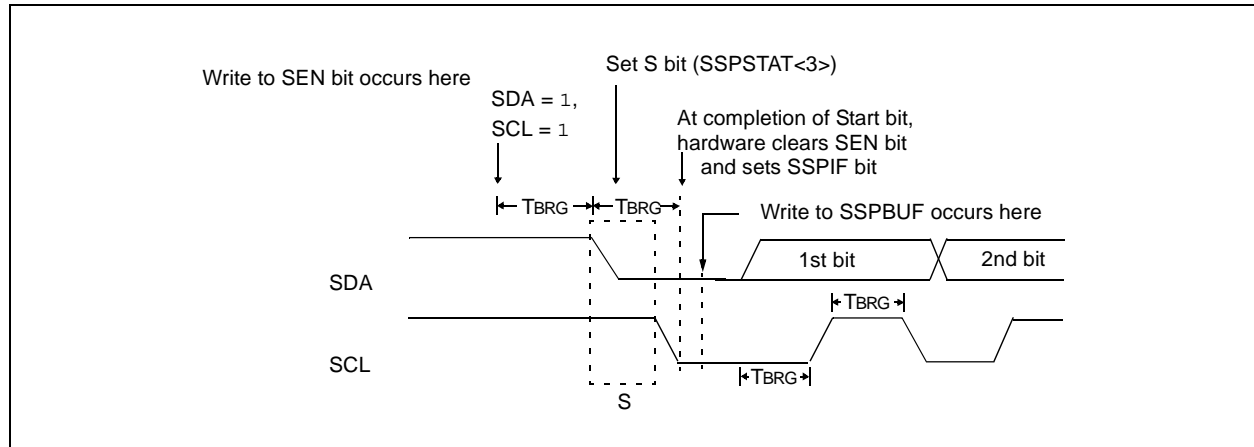 Write to SEN bit occurs here
Set S bit (SSPSTAT<3>)
SDA = 1,
SCL = 1
At completion of Start bit,
hardware clears SEN bit
and sets SSPIF bit
TBRG
TBRG
Write to SSPBUF occurs here
SDA
1st bit
2nd bit
TBRG
SCL
TBRG
S